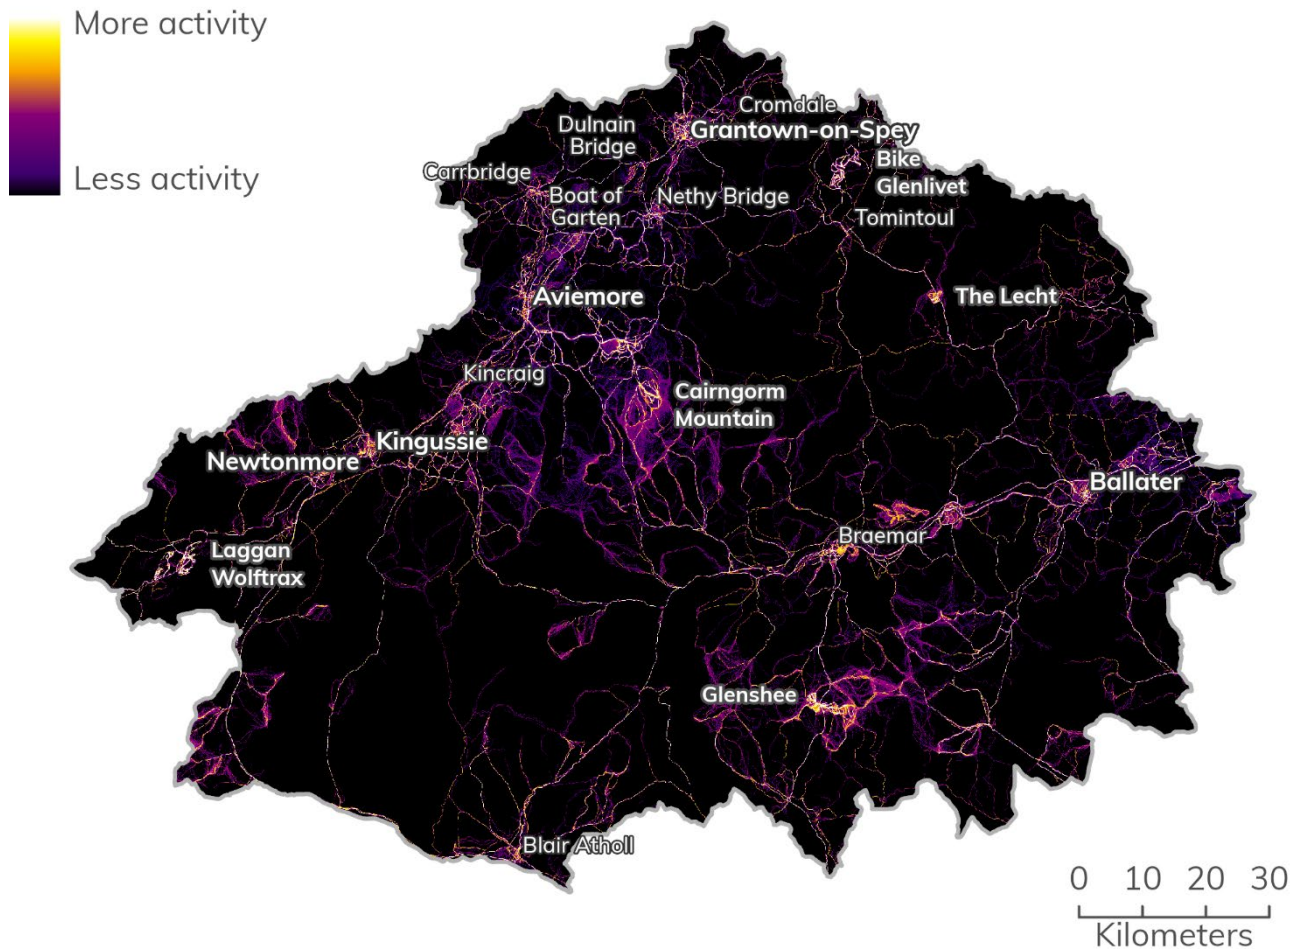 More activity
Less activity
Cromdale
Grantown-on-Spey
Dulnain
Bridge
Bike
Glenlivet
Carrbridge
Boat of
Garten
Nethy Bridge
Tomintoul
Aviemore
The Lecht
Kincraig
Cairngorm
Mountain
Kingussie
Newtonmore
Ballater
Braemar
Laggan
Wolftrax
Glenshee
Blair Atholl
0 10 20 30
Kilometers